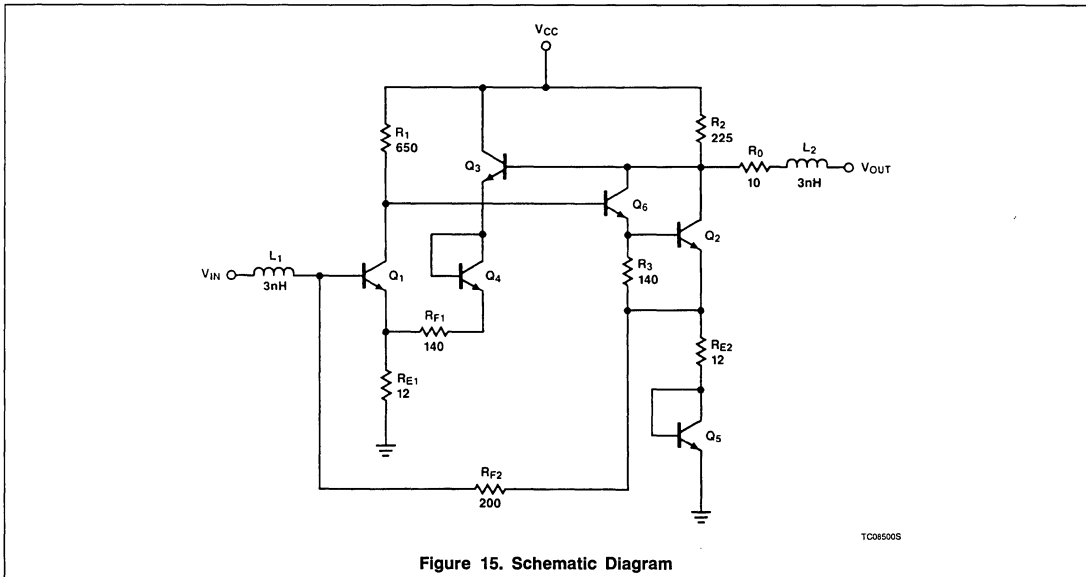 VCC
R1
650
R2
225
R0
10
L2
3nH
VOUT
Q3
Q6
Q2
L1
3nH
VIN
Q1
Q4
R3
140
RF1
140
RE1
12
RE2
12
Q5
RF2
200
TC08500S
Figure 15. Schematic Diagram